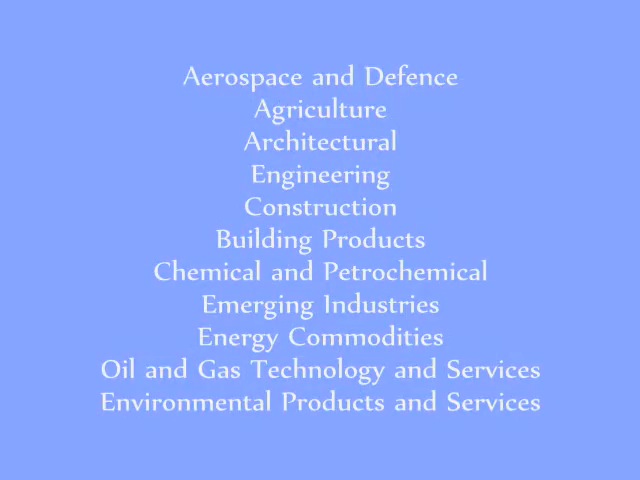 Aerospace and Defence
Agriculture
Architectural
Engineering
Construction
Building Products
Chemical and Petrochemical
Emerging Industries
Energy Commodities
Oil and Gas Technology and Services
Environmental Products and Services